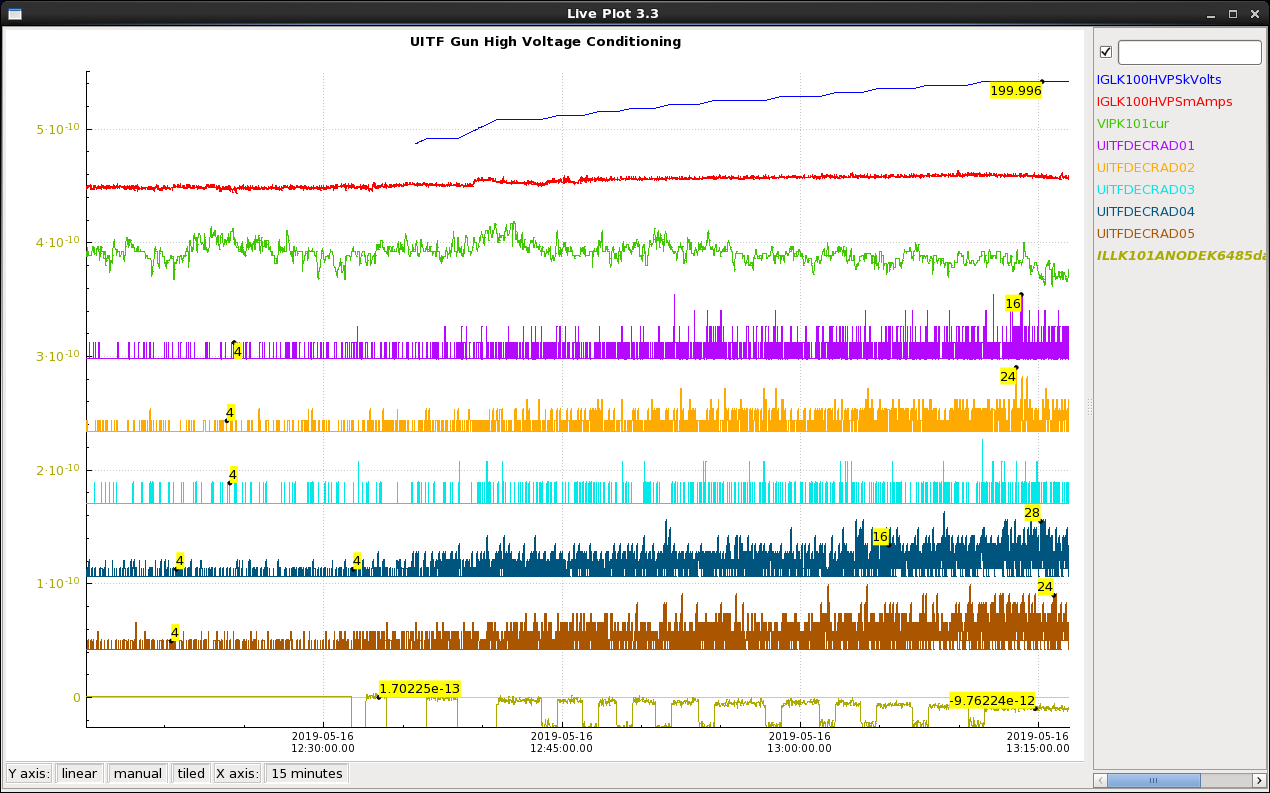 Live Plot 3.3
UITF Gun High Voltage Conditioning
199.996
5·10-10
4·10-10
16
4
3·10-10
24
4
4
2·10-10
28
16
4
4
1·10-10
24
4
1.70225e-13
0
-9.76224e-12
2019-05-16 2019-05-16 2019-05-16 2019-05-16
12:30:00.00 12:45:00.00 13:00:00.00 13:15:00.00
Y axis: linear manual tiled X axis: 15 minutes
IGLK100HVPSkVolts
IGLK100HVPSmAmps
VIPK101cur
UITFDECRAD01
UITFDECRAD02
UITFDECRAD03
UITFDECRAD04
UITFDECRAD05
ILLK101ANODEK6485da